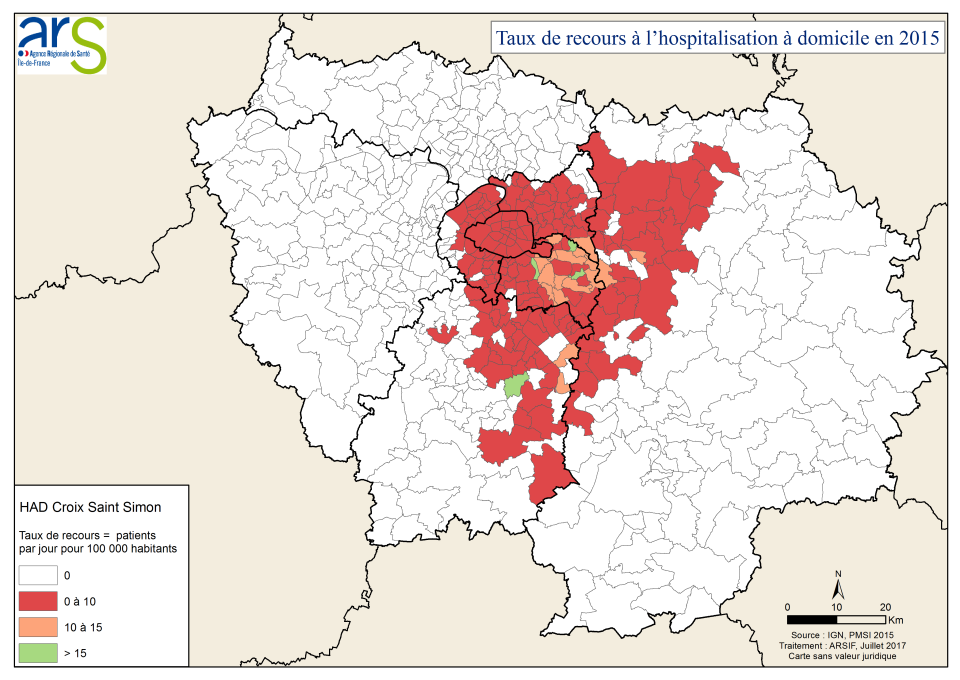 ars
Agence Régionale de Santé
Île-de-France
Taux de recours à l'hospitalisation à domicile en 2015
HAD Croix Saint Simon
Taux de recours = patients
par jour pour 100 000 habitants
0
0 à 10
10 à 15
> 15
N
0 10 20
Km
Source : IGN, PMSI 2015
Traitement : ARSIF, Juillet 2017
Carte sans valeur juridique